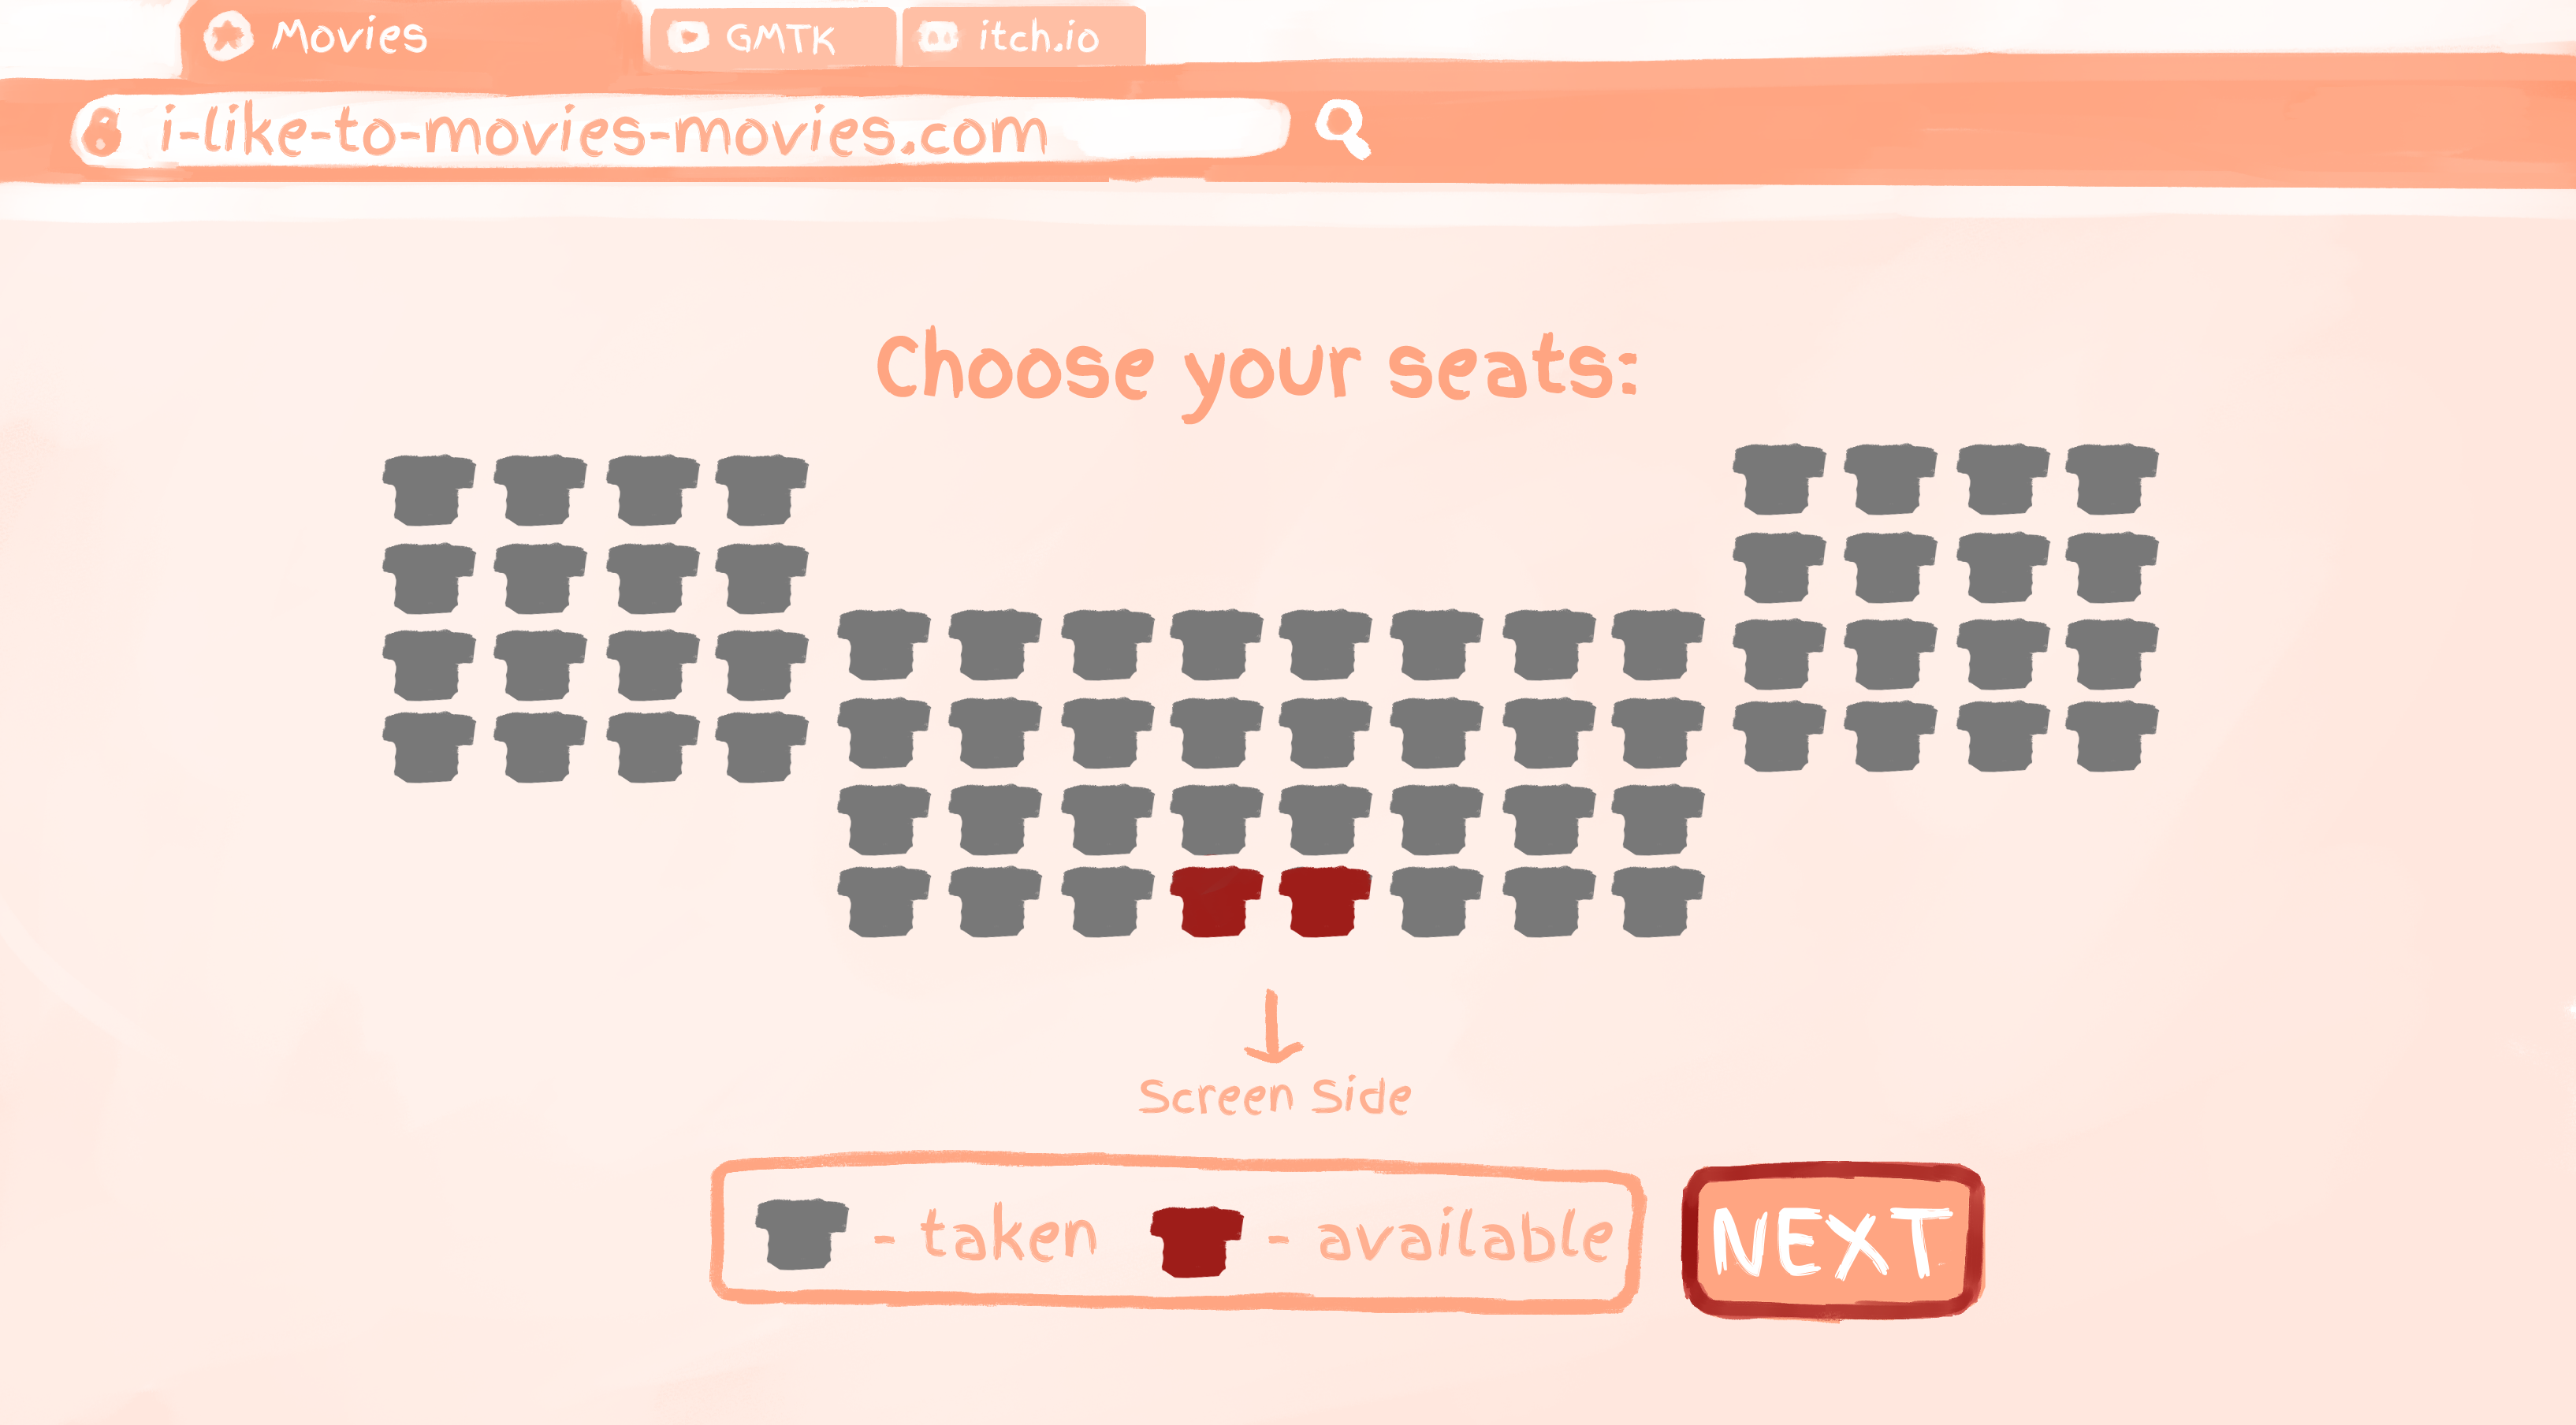 Movies
GMTK
itch.io
i-like-to-movies-movies.com
Choose your seats:
Screen Side
- taken
- available
NEXT